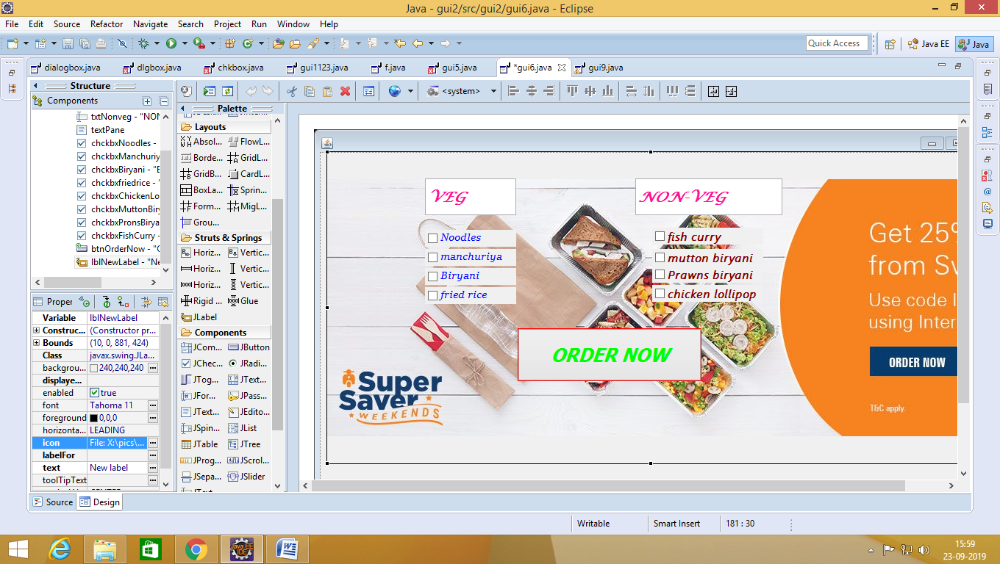 Java - gui2/src/gui2/gui6.java - Eclipse
File Edit Source Refactor Navigate Search Project Run Window Help
Quick Access
Java EE
Java
dialogbox.java
dlgbox.java
chkbox.java
gui1123.java
f.java
gui5.java
*gui6.java
gui9.java
Structure
Components
txtNonveg - "NON
textPane
chckbxNoodles -
chckbxManchuriy
chckbxBiryani - "B
chckbxfriedrice - "
chckbxChickenLo
chckbxMuttonBiry
chckbxPronsBirya
chckbxFishCurry -
btnOrderNow - "O
lblNewLabel - "Ne
Proper
Variable lblNewLabel
Construc... (Constructor pr...
Bounds (10, 0, 881, 424)
Class javax.swing.JLa...
backgrou... 240,240,240
displaye...
enabled true
font Tahoma 11
foreground 0,0,0
horizonta... LEADING
icon File: X:\pics\...
labelFor
text New label
toolTipText
<system>
Palette
Layouts
Absol... FlowL...
Borde... GridL...
GridB... CardL...
BoxLa... Sprin...
Form... MigL...
Grou...
Struts & Springs
Horiz... Vertic...
Horiz... Vertic...
Horiz... Vertic...
Rigid ... Glue
JLabel
Components
JCom... JButton
JChec... JRadi...
JTog... JText...
JFor... JPass...
JText... JEdito...
JSpin... JList
JTable JTree
JProg... JScrol...
JSepa... JSlider
VEG
NON-VEG
Noodles
manchuriya
Biryani
fried rice
fish curry
mutton biryani
Prawns biryani
chicken lollipop
ORDER NOW
Super
Saver
WEEKENDS
Get 25%
from Sw
Use code I
using Inter
ORDER NOW
T&C apply.
Source
Design
Writable
Smart Insert
181 : 30
Java EE
IDE
15:59
23-09-2019